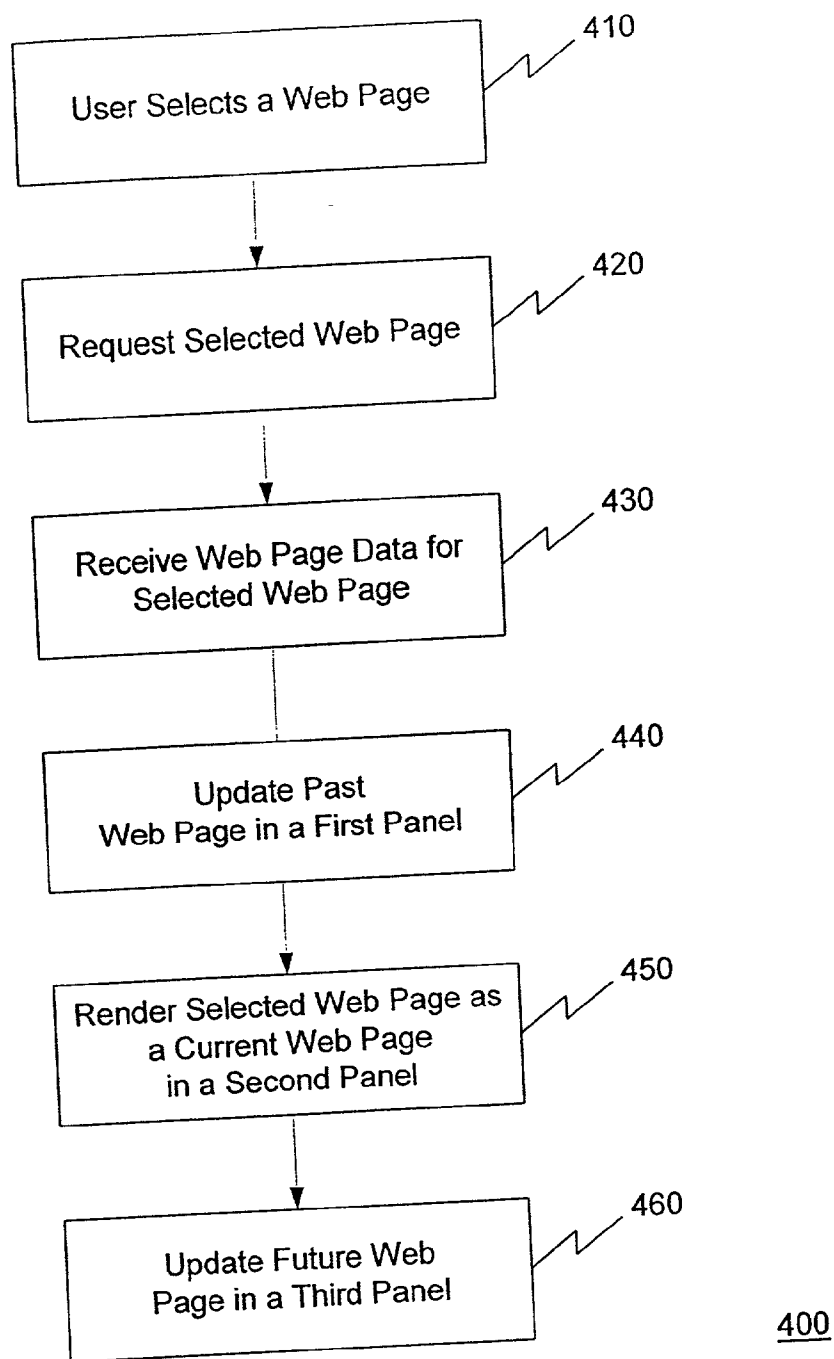 410
User Selects a Web Page
420
Request Selected Web Page
430
Receive Web Page Data for
Selected Web Page
440
Update Past
Web Page in a First Panel
450
Render Selected Web Page as
a Current Web Page
in a Second Panel
460
Update Future Web
Page in a Third Panel
400